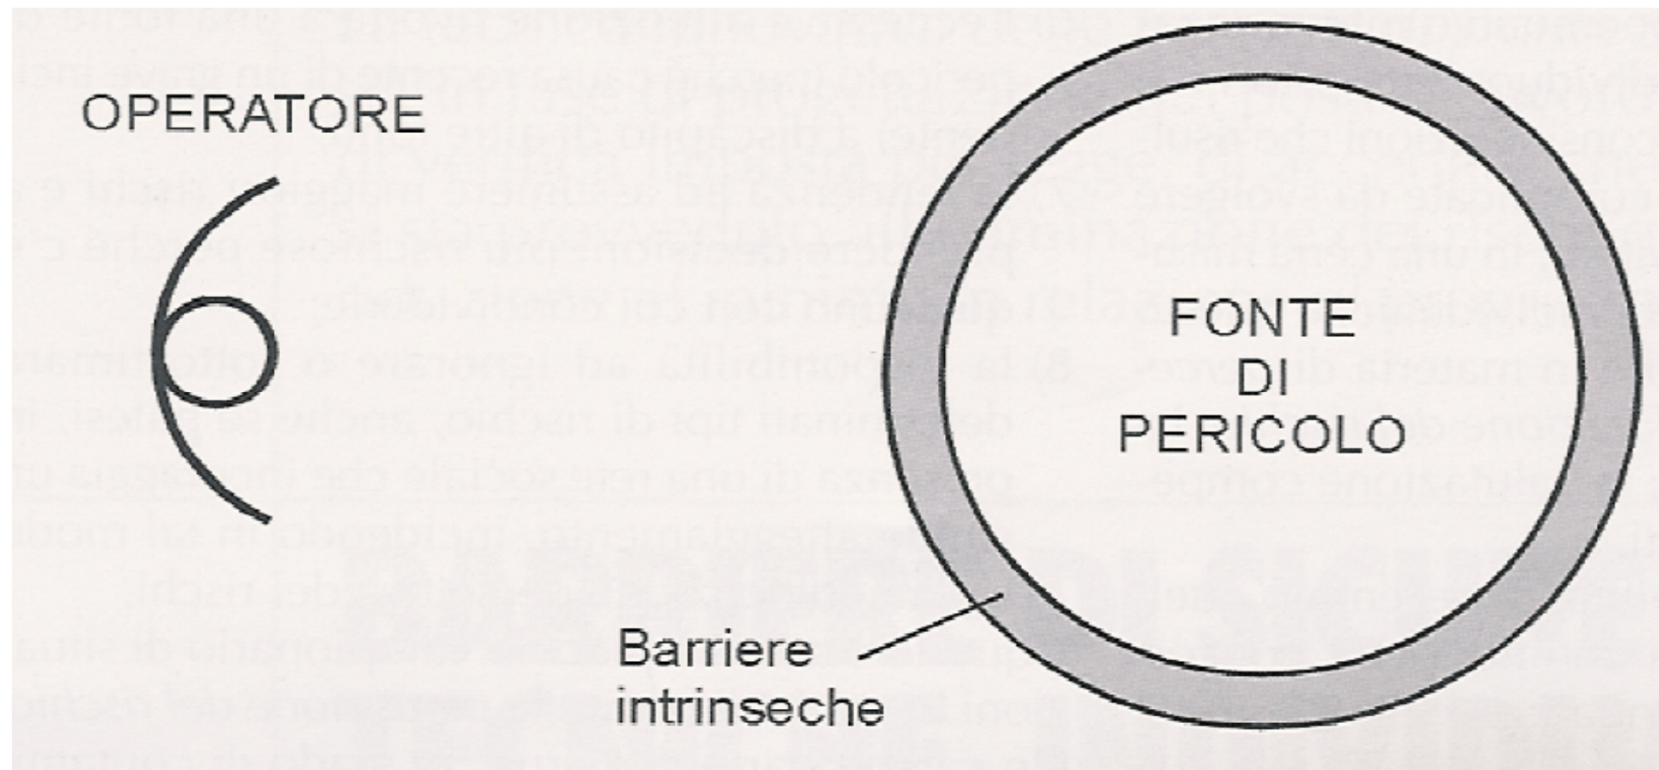 OPERATORE
FONTE
DI
PERICOLO
Barriere
intrinseche